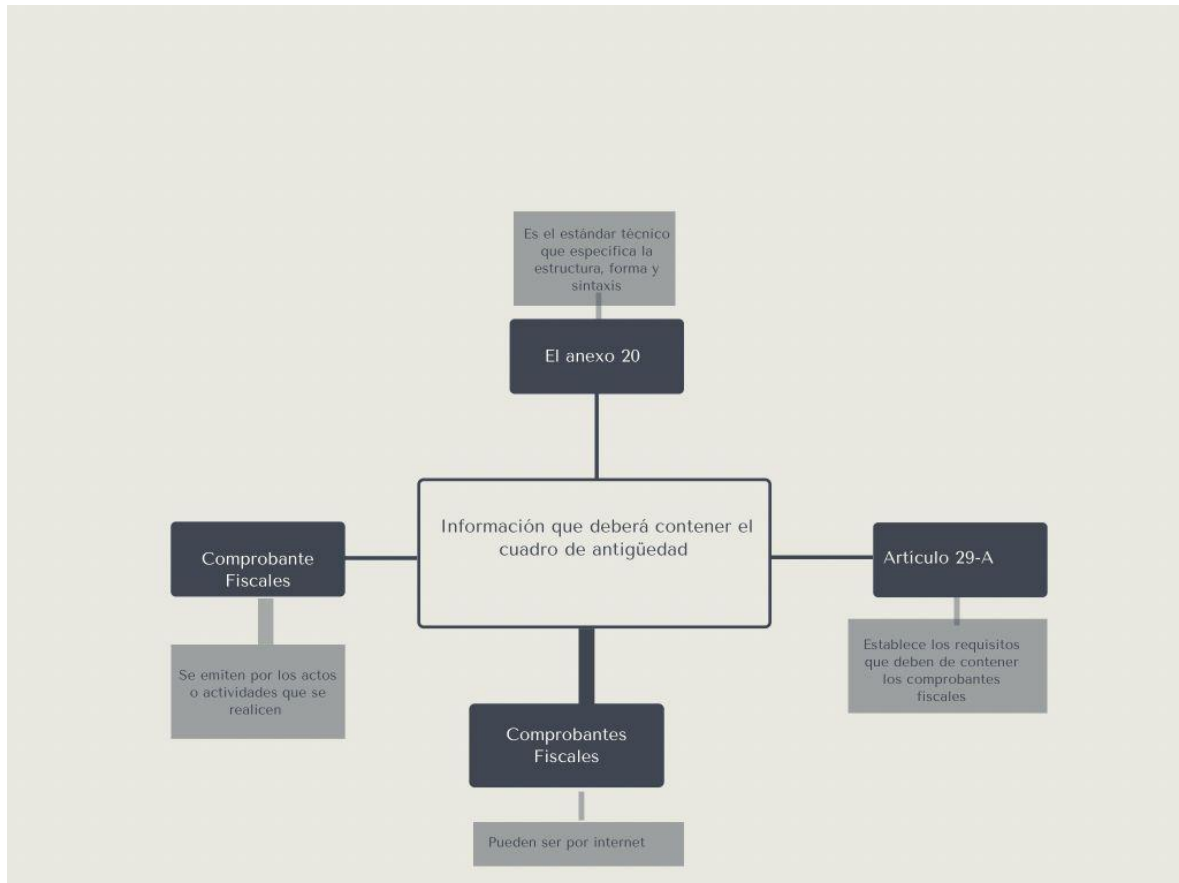 Es el estándar técnico
que especifica la
estructura, forma y
sintaxis
El anexo 20
Información que deberá contener el
cuadro de antigüedad
Comprobante
Fiscales
Se emiten por los actos
o actividades que se
realicen
Artículo 29-A
Establece los requisitos
que deben de contener
los comprobantes
fiscales
Comprobantes
Fiscales
Pueden ser por internet